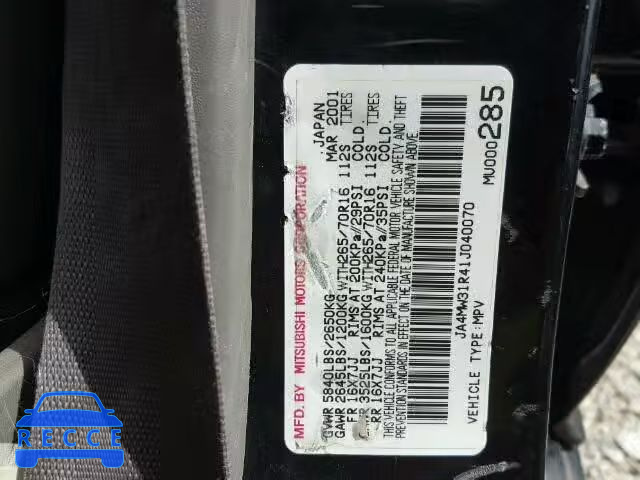 MFD. BY MITSUBISHI MOTORS CORPORATION JAPAN
GVWR 5840LBS/2650KG MAR 2001
GAWR 2645LBS/1200KG WITH 265/70R16 112S TIRES
FR 16X7JJ RIMS AT 200KPa//29PSI COLD.
RR 3528LBS/1600KG WITH 265/70R16 112S TIRES
RR 16X7JJ RIMS AT 240KPa//35PSI COLD.
THIS VEHICLE CONFORMS TO ALL APPLICABLE FEDERAL MOTOR VEHICLE SAFETY AND THEFT
PREVENTION STANDARDS IN EFFECT ON THE DATE OF MANUFACTURE SHOWN ABOVE.
JA4MW31R41J040070
VEHICLE TYPE:MPV MU000285
RECCE